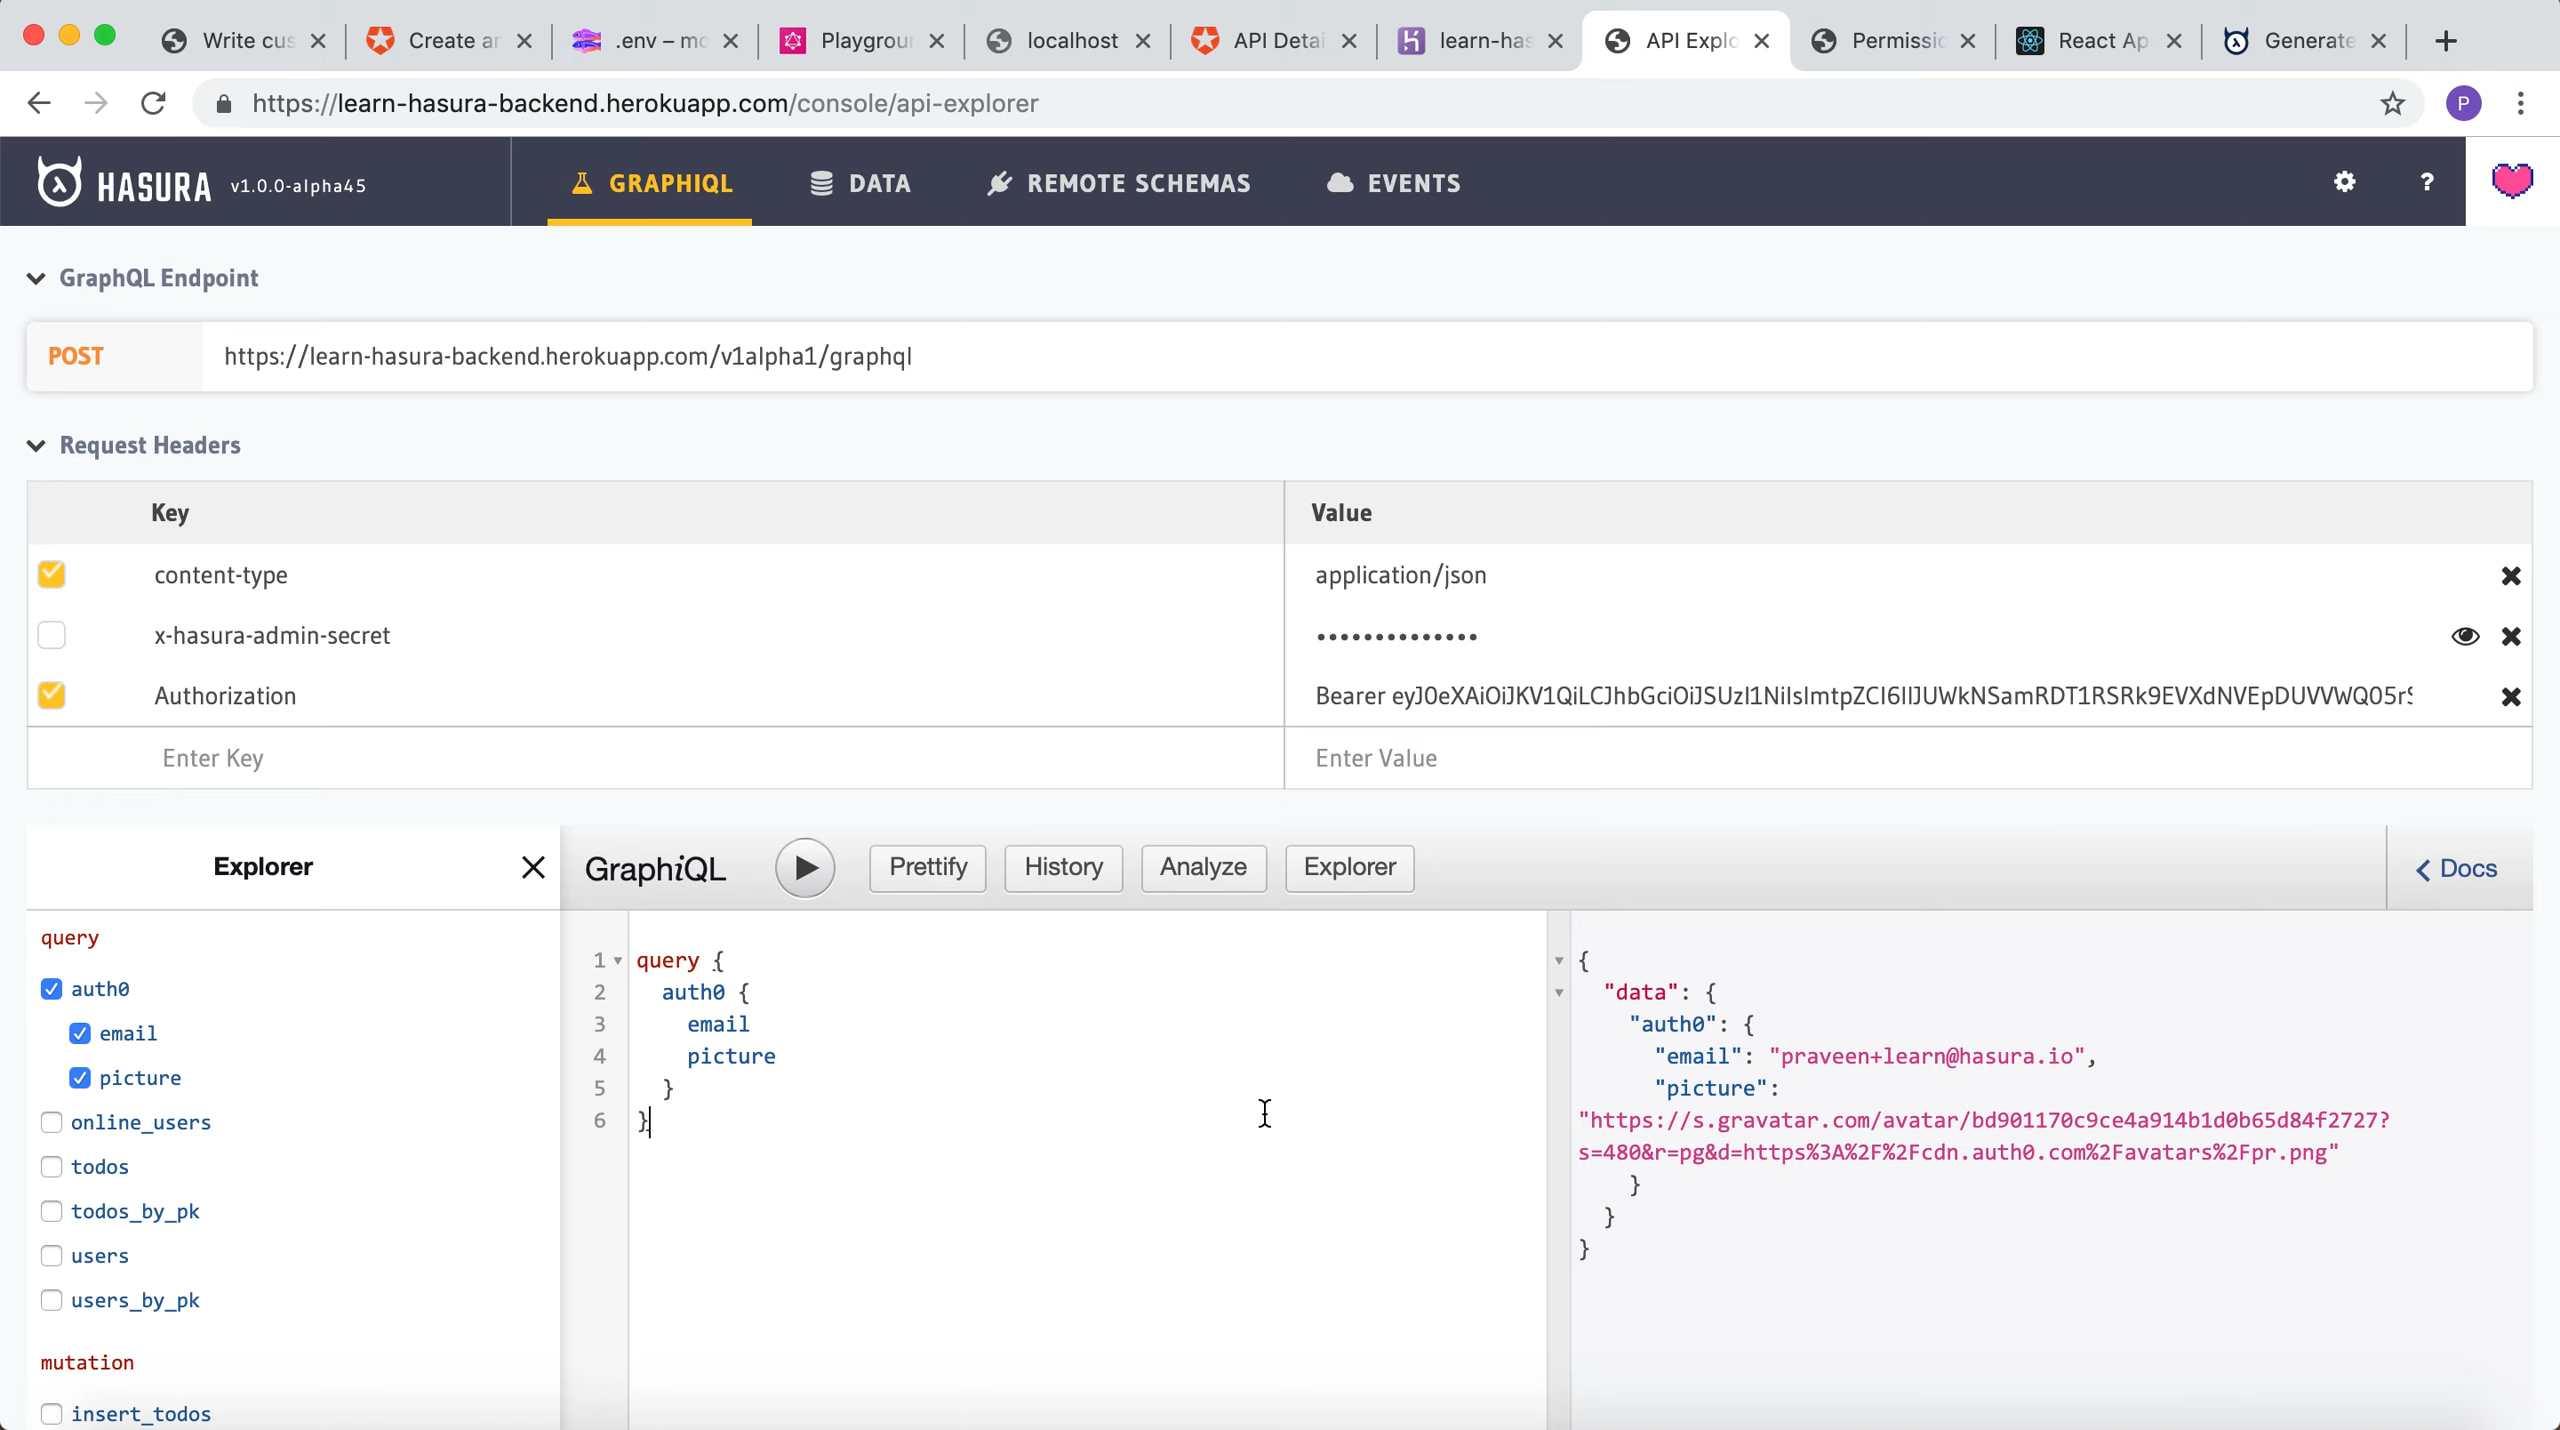 Write cus
Create an
.env – mo
Playgroun
localhost
API Detai
learn-has
API Explo
Permissio
React Ap
Generate
https://learn-hasura-backend.herokuapp.com/console/api-explorer
P
HASURA v1.0.0-alpha45
GRAPHIQL
DATA
REMOTE SCHEMAS
EVENTS
?
GraphQL Endpoint
POST https://learn-hasura-backend.herokuapp.com/v1alpha1/graphql
Request Headers
Key Value
content-type application/json
x-hasura-admin-secret ••••••••••••••
Authorization Bearer
Enter Key Enter Value
Explorer
GraphiQL
Prettify
History
Analyze
Explorer
Docs
query
auth0
email
picture
online_users
todos
todos_by_pk
users
users_by_pk
mutation
insert_todos
1 query {
2 auth0 {
3 email
4 picture
5 }
6 }
{
"data": {
"auth0": {
"email": "praveen+learn@hasura.io",
"picture":
"https://s.gravatar.com/avatar/bd901170c9ce4a914b1d0b65d84f2727?
s=480&r=pg&d=https%3A%2F%2Fcdn.auth0.com%2Favatars%2Fpr.png"
}
}
}